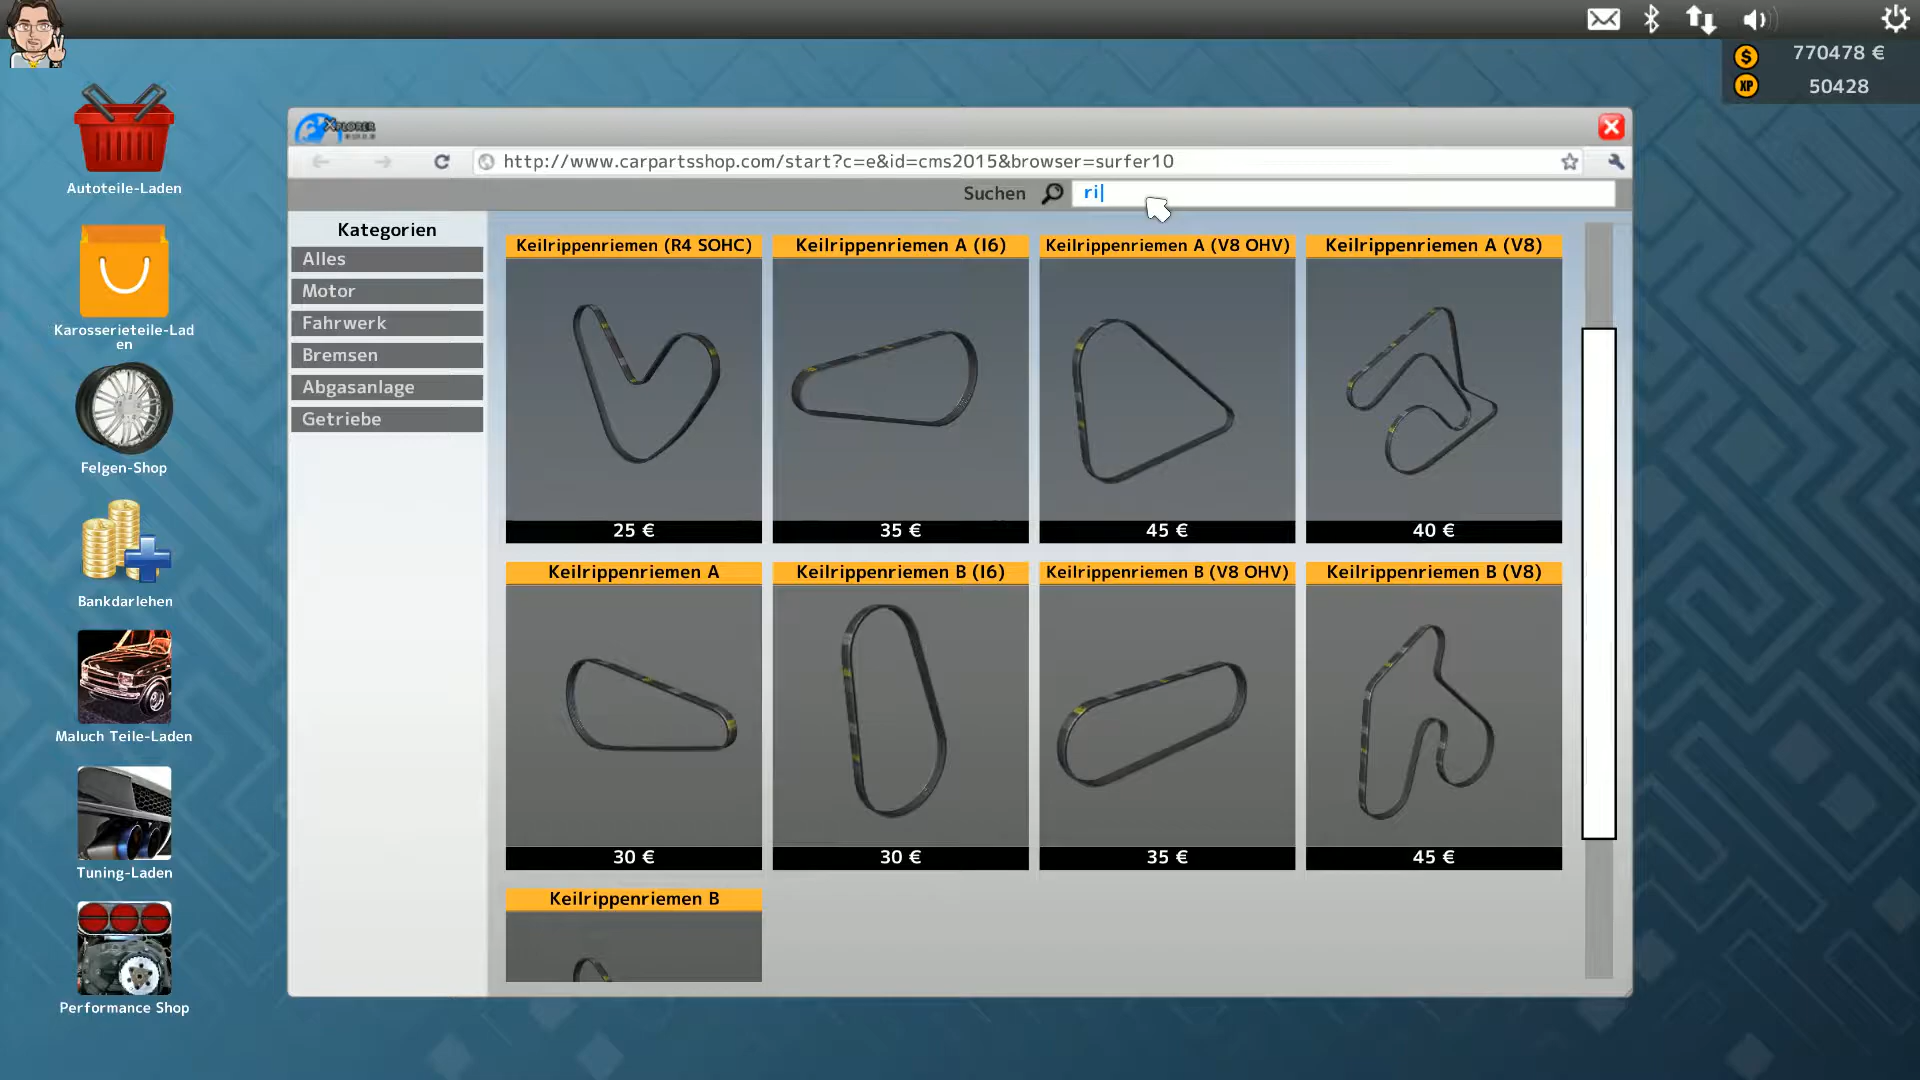 770478 €
XP
50428
Autoteile-Laden
Karosserieteile-Lad
en
Felgen-Shop
Bankdarlehen
Maluch Teile-Laden
Tuning-Laden
Performance Shop
Xplorer
http://www.carpartsshop.com/start?c=e&id=cms2015&browser=surfer10
Suchen ri
Kategorien
Alles
Motor
Fahrwerk
Bremsen
Abgasanlage
Getriebe
Keilrippenriemen (R4 SOHC)
25 €
Keilrippenriemen A (I6)
35 €
Keilrippenriemen A (V8 OHV)
45 €
Keilrippenriemen A (V8)
40 €
Keilrippenriemen A
30 €
Keilrippenriemen B (I6)
30 €
Keilrippenriemen B (V8 OHV)
35 €
Keilrippenriemen B (V8)
45 €
Keilrippenriemen B